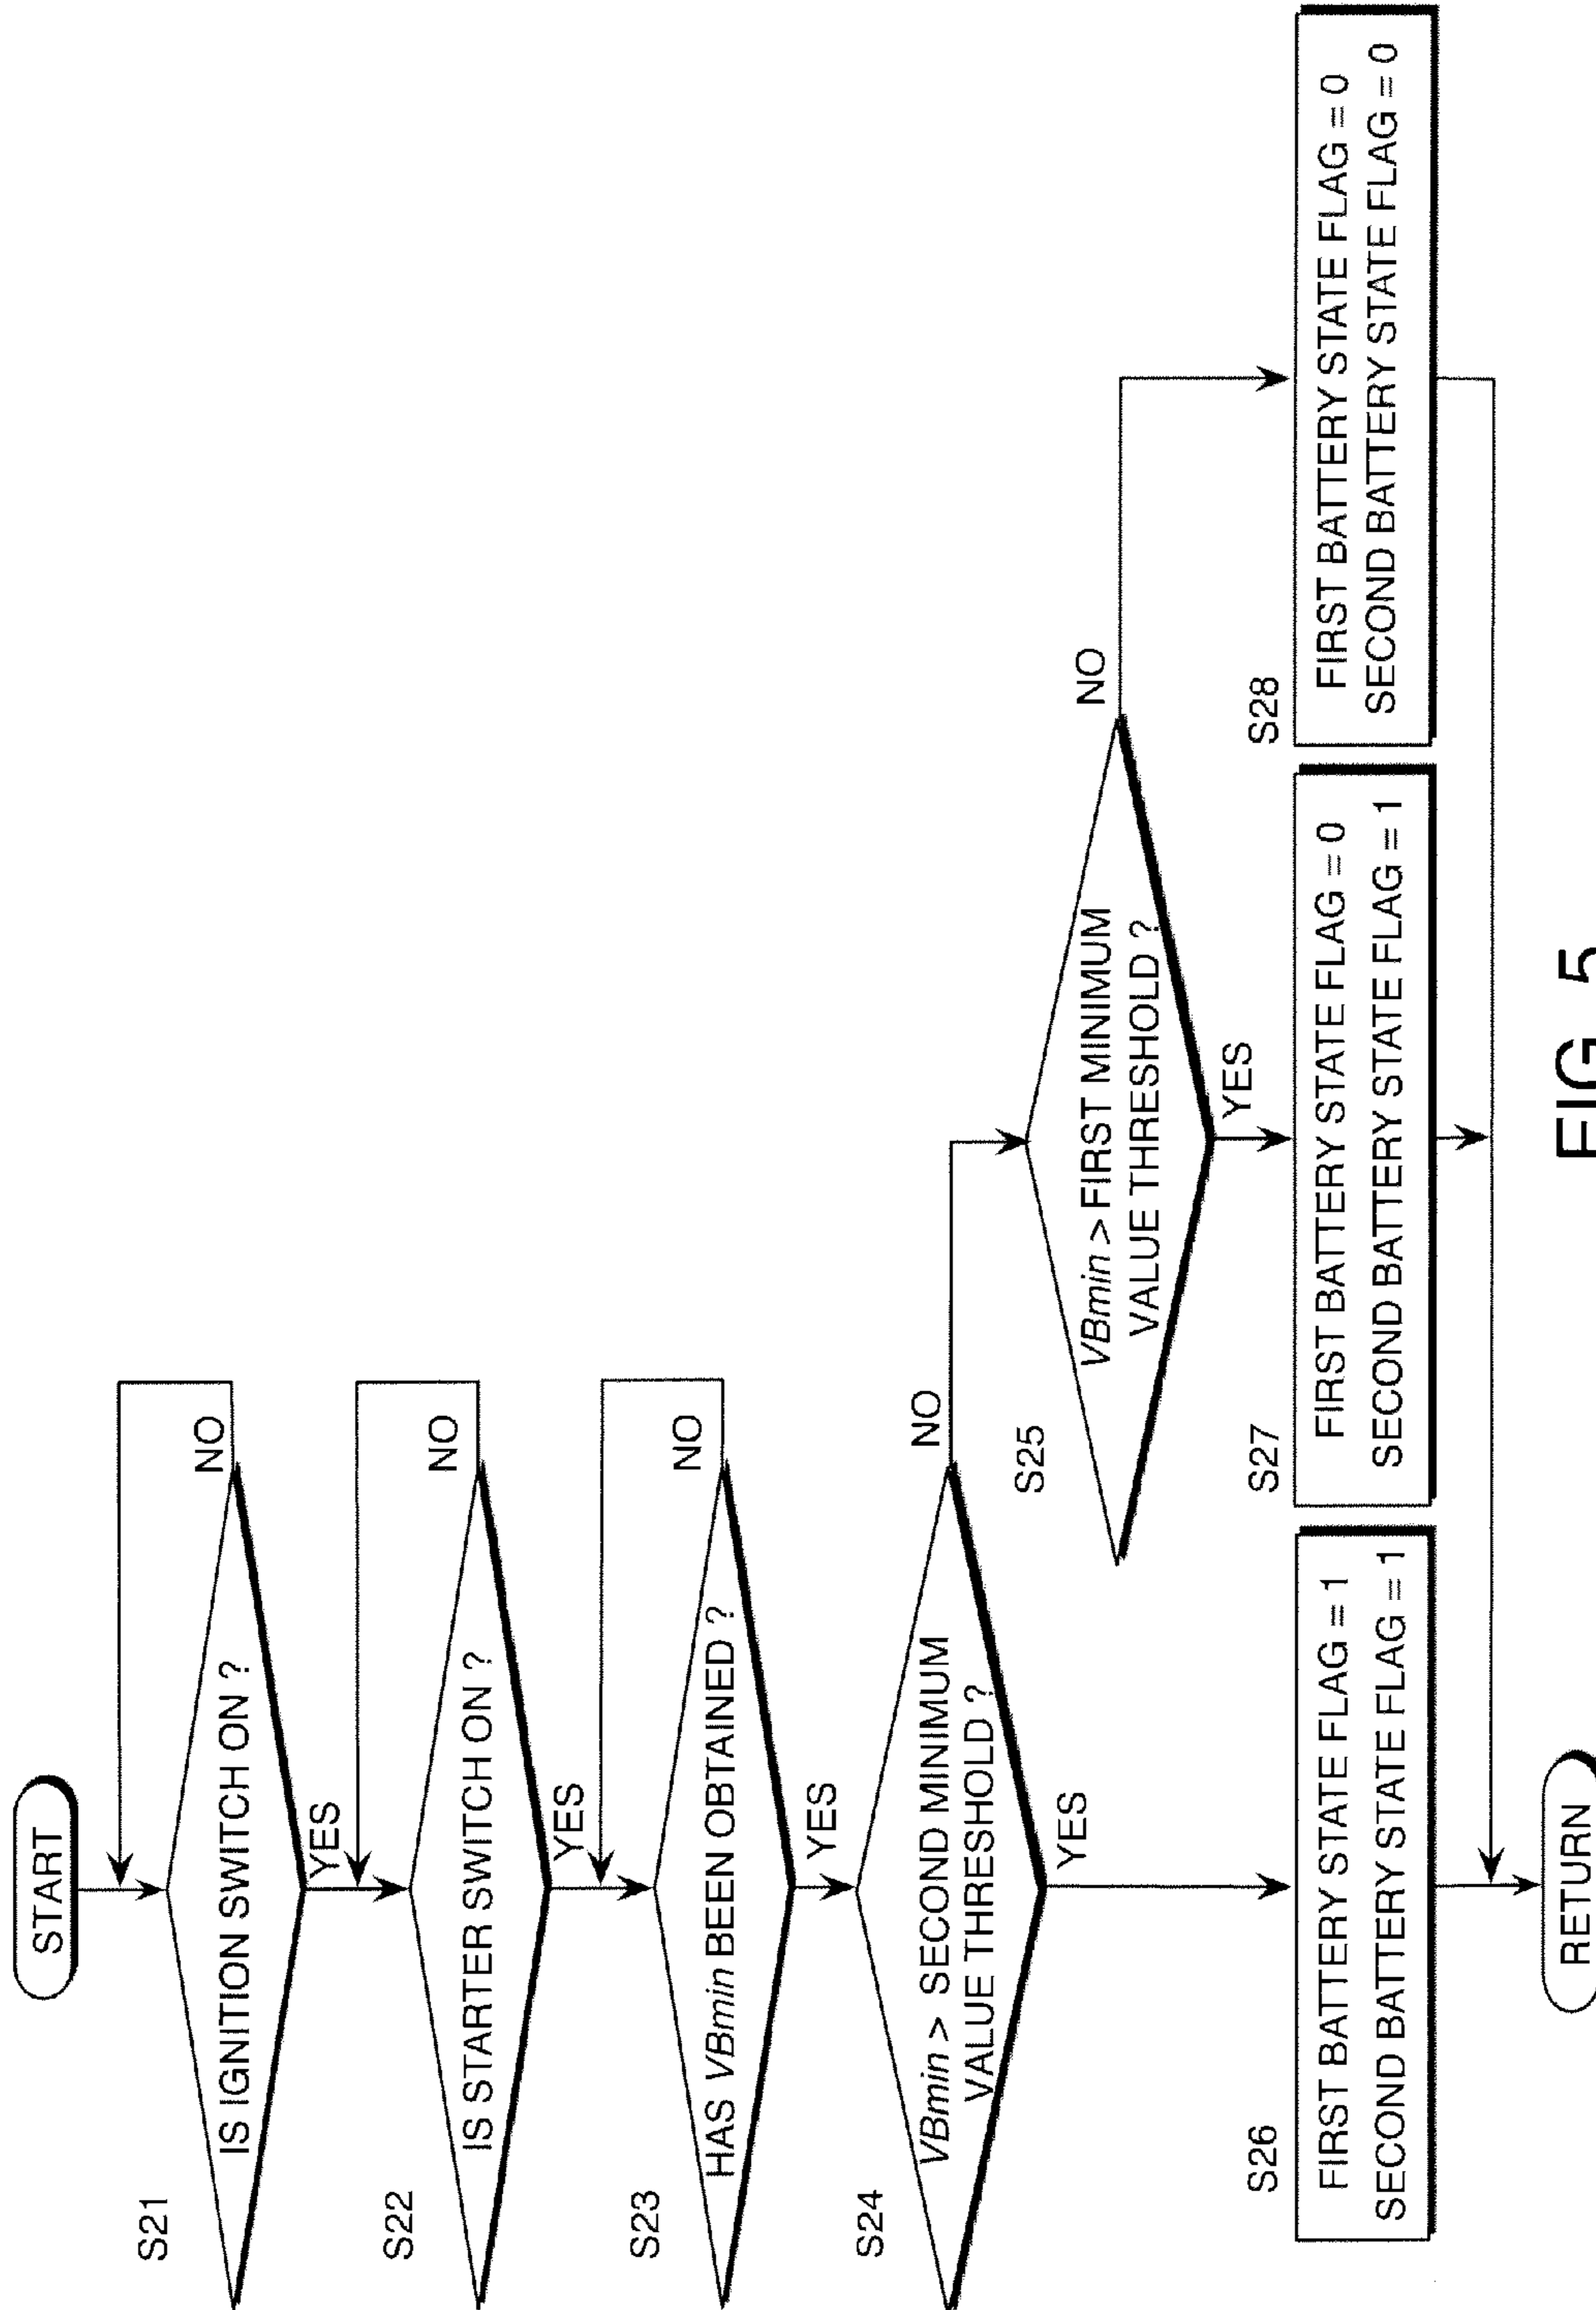 START
S21
IS IGNITION SWITCH ON ?
NO
YES
S22
IS STARTER SWITCH ON ?
NO
YES
S23
HAS VBmin BEEN OBTAINED ?
NO
YES
S24
VBmin > SECOND MINIMUM
VALUE THRESHOLD ?
NO
YES
S25
VBmin > FIRST MINIMUM
VALUE THRESHOLD ?
NO
YES
S26
FIRST BATTERY STATE FLAG = 1
SECOND BATTERY STATE FLAG = 1
S27
FIRST BATTERY STATE FLAG = 0
SECOND BATTERY STATE FLAG = 1
S28
FIRST BATTERY STATE FLAG = 0
SECOND BATTERY STATE FLAG = 0
RETURN
FIG. 5